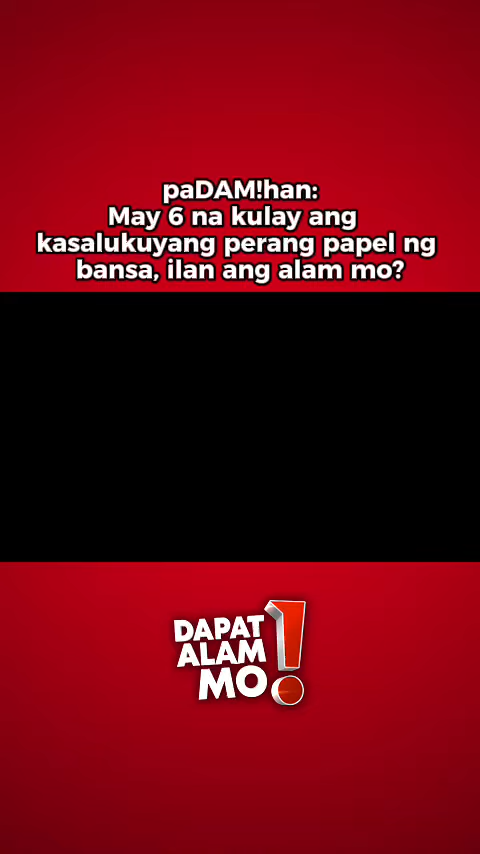 paDAM!han:
May 6 na kulay ang
kasalukuyang perang papel ng
bansa, ilan ang alam mo?
DAPAT
ALAM
MO!